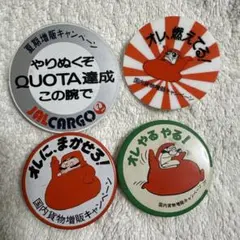 夏期増販キャンペーン
やりぬくぞ
QUOTA達成
この腕で
JALCARGO
オレ、燃えてる!
オレに、まかせろ!
国内貨物増販キャンペーン
オレやるやる!
国内貨物増販キャンペーン